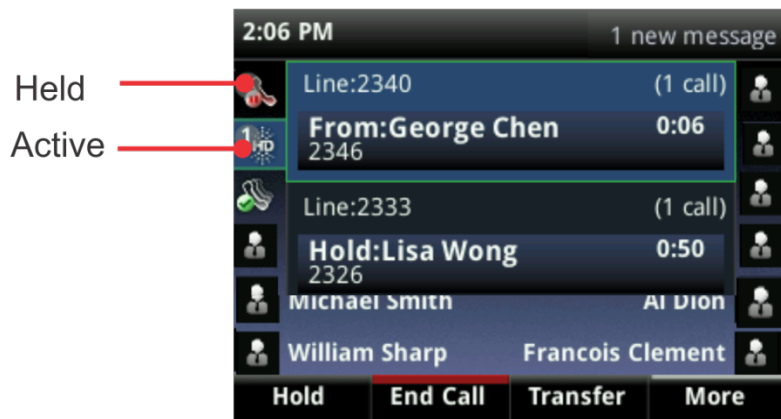 2:06 PM 1 new message
Held
Line:2340 (1 call)
From:George Chen 0:06
2346
Active
1 HD
Line:2333 (1 call)
Hold:Lisa Wong 0:50
2326
Michael Smith Al Dion
William Sharp Francois Clement
Hold End Call Transfer More